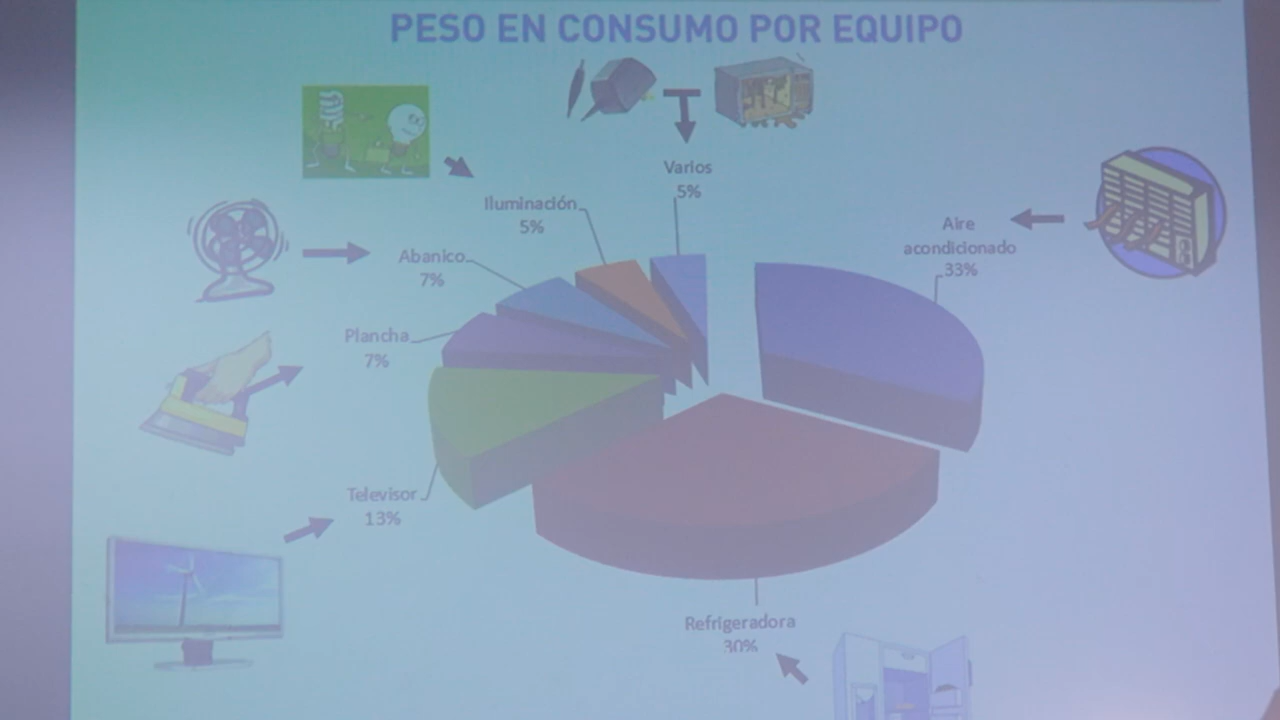 PESO EN CONSUMO POR EQUIPO
Varios
5%
Iluminación
5%
Aire
acondicionado
33%
Abanico
7%
Plancha
7%
Televisor
13%
Refrigeradora
30%